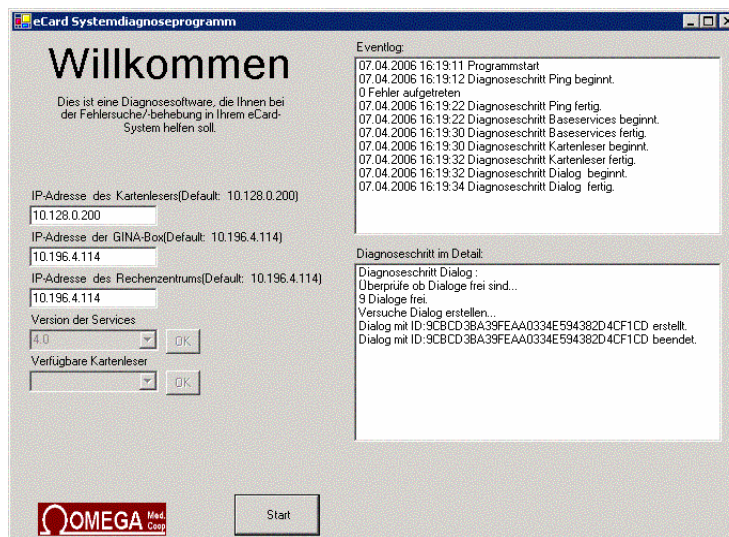 eCard Systemdiagnoseprogramm
Willkommen
Dies ist eine Diagnosesoftware, die Ihnen bei
der Fehlersuche/-behebung in Ihrem eCard-
System helfen soll.
IP-Adresse des Kartenlesers(Default: 10.128.0.200)
10.128.0.200
IP-Adresse der GINA-Box(Default: 10.196.4.114)
10.196.4.114
IP-Adresse des Rechenzentrums(Default: 10.196.4.114)
10.196.4.114
Version der Services
4.0
OK
Verfügbare Kartenleser
OK
ΩOMEGA Med.
Coop
Start
Eventlog:
07.04.2006 16:19:11 Programmstart
07.04.2006 16:19:12 Diagnoseschritt Ping beginnt.
0 Fehler aufgetreten
07.04.2006 16:19:22 Diagnoseschritt Ping fertig.
07.04.2006 16:19:22 Diagnoseschritt Baseservices beginnt.
07.04.2006 16:19:30 Diagnoseschritt Baseservices fertig.
07.04.2006 16:19:30 Diagnoseschritt Kartenleser beginnt.
07.04.2006 16:19:32 Diagnoseschritt Kartenleser fertig.
07.04.2006 16:19:32 Diagnoseschritt Dialog beginnt.
07.04.2006 16:19:34 Diagnoseschritt Dialog fertig.
Diagnoseschritt im Detail:
Diagnoseschritt Dialog :
Überprüfe ob Dialoge frei sind...
9 Dialoge frei.
Versuche Dialog erstellen...
Dialog mit ID:9CBCD3BA39FEAA0334E594382D4CF1CD erstellt.
Dialog mit ID:9CBCD3BA39FEAA0334E594382D4CF1CD beendet.